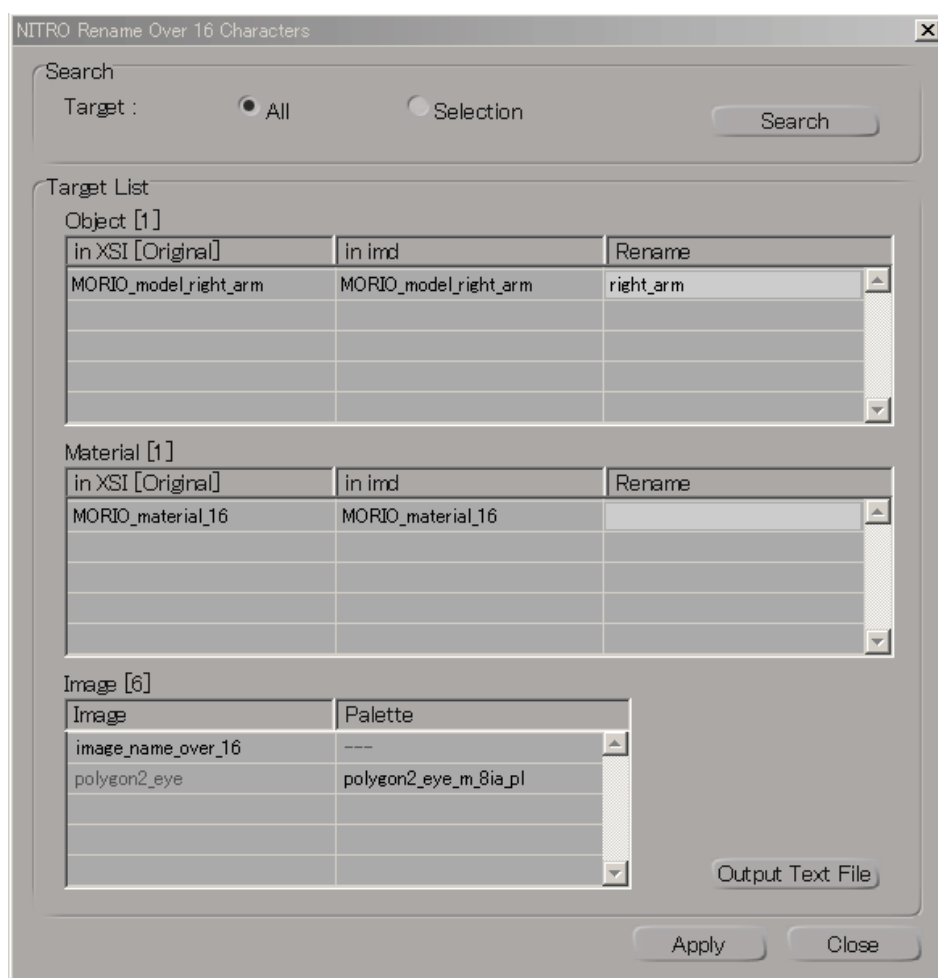 NITRO Rename Over 16 Characters
Search
Target : All Selection Search
Target List
Object [1]
in XSI [Original] in imd Rename
MORIO_model_right_arm MORIO_model_right_arm right_arm
Material [1]
in XSI [Original] in imd Rename
MORIO_material_16 MORIO_material_16
Image [6]
Image Palette
image_name_over_16 ---
polygon2_eye polygon2_eye_m_8ia_pl
Output Text File
Apply Close